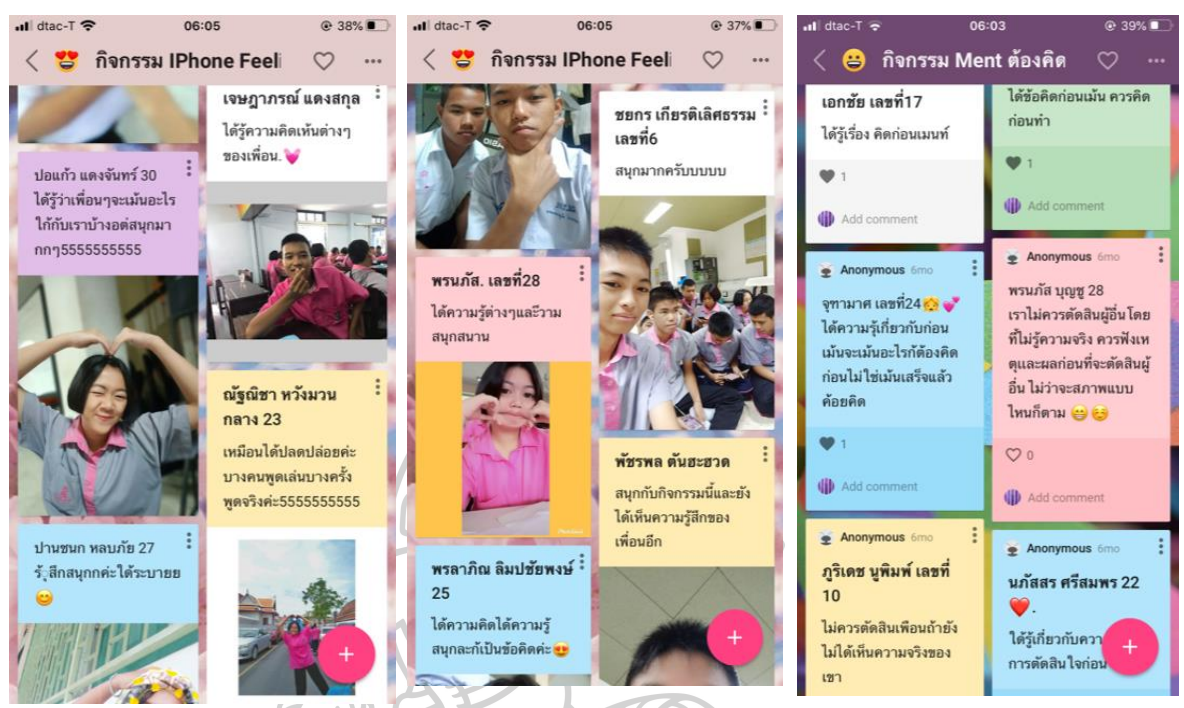 dtac-T 06:05 38%
กิจกรรม IPhone Feeli
ปอแก้ว แดงจันทร์ 30
ได้รู้ว่าเพื่อนๆจะเม้นอะไร
ให้กับเราบ้างอต่สนุกมา
กกๆ5555555555
ปานชนก หลบภัย 27
รุ้สึกสนุกกค่ะได้ระบายย
😊
เจษฎาภรณ์ แดงสกุล
ได้รู้ความคิดเห็นต่างๆ
ของเพื่อน.💓
ณัฐณิชา หวังมวน
กลาง 23
เหมือนได้ปลดปล่อยค่ะ
บางคนพูดเล่นบางครั้ง
พูดจริงค่ะ5555555555
+
dtac-T 06:05 37%
กิจกรรม IPhone Feeli
พรนภัส. เลขที่28
ได้ความรู้ต่างๆและึวาม
สนุกสนาน
พรลาภิณ ลิมปชัยพงษ์
25
ได้ความคิดได้ความรู้
สนุกละก้เป็นข้อคิดค่ะ😍
ชยกร เกียรติเลิศธรรม
เลขที่6
สนุกมากครับบบบบ
พัชรพล ตันฮะฮวด
สนุกกับกิจกรรมนี้และยัง
ได้เห็นความรู้สึกของ
เพื่อนอีก
+
dtac-T 06:03 39%
กิจกรรม Ment ต้องคิด
เอกชัย เลขที่17
ได้รู้เรื่อง คิดก่อนเมนท์
1
Add comment
Anonymous 6mo
จุฑามาศ เลขที่24
ได้ความรุ้เกี่ยวกับก่อน
เม้นจะเม้นอะไรก้ต้องคิด
ก่อนไม่ใช่เม้นเสร็จแล้ว
ค้อยคิด
1
Add comment
Anonymous 6mo
ภูริเดช นูพิมพ์ เลขที่
10
ไม่ควรตัดสินเพือนถ้ายัง
ไม่ได้เห็นความจริงของ
เขา
ได้ข้อคิดก่อนเม้น ควรคิด
ก่อนทำ
1
Add comment
Anonymous 6mo
พรนภัส บุญชู 28
เราไม่ควรตัดสินผู้อื่นโดย
ที่ไม่รู้ความจริง ควรฟังเห
ตุและผลก่อนที่จะตัดสินผู้
อื่น ไม่ว่าจะสภาพแบบ
ไหนก็ตาม
0
Add comment
Anonymous 6mo
นภัสสร ศรีสมพร 22
❤️.
ได้รู้เกี่ยวกับควา
การตัดสินใจก่อน
+